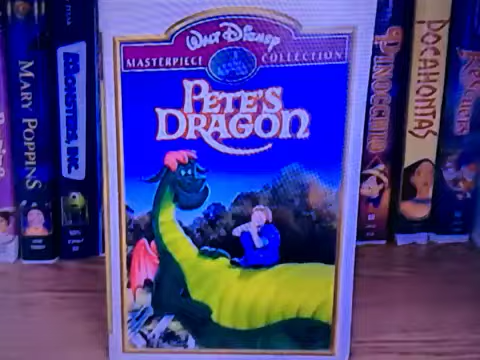 MARY POPPINS
MONSTERS, INC.
WALT DISNEY
MASTERPIECE COLLECTION
PETE'S
DRAGON
PINOCCHIO
POCAHONTAS